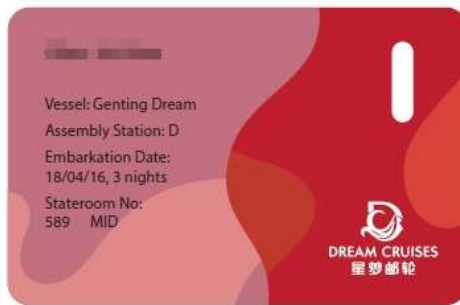 Vessel: Genting Dream
Assembly Station: D
Embarkation Date:
18/04/16, 3 nights
Stateroom No:
589 MID
DREAM CRUISES
星梦邮轮